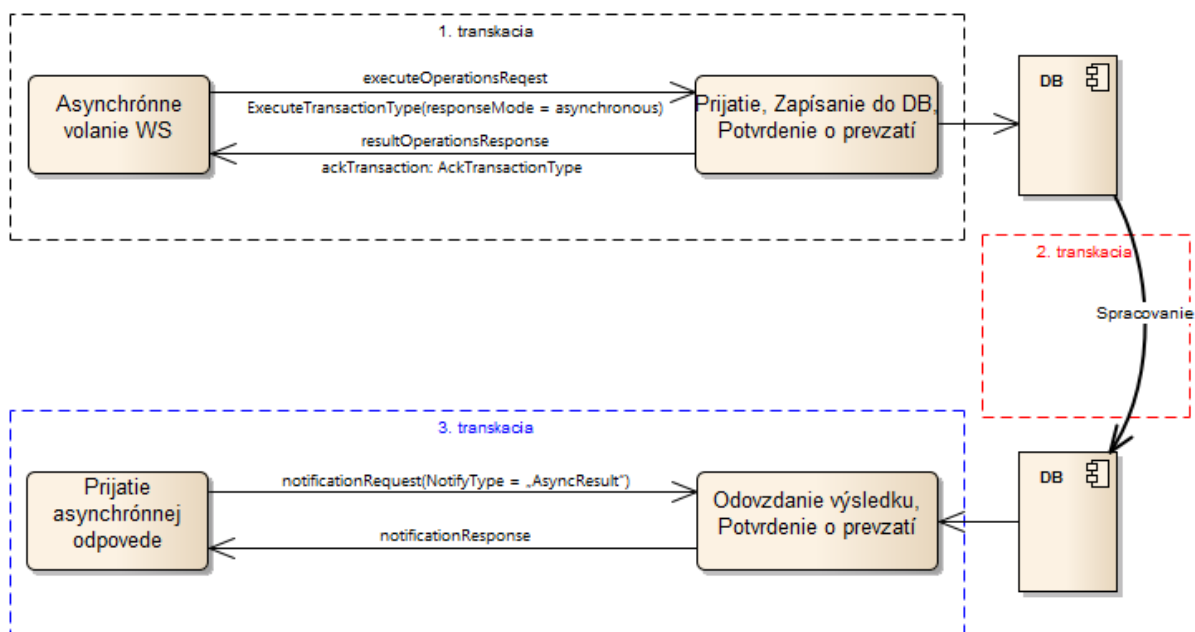 1. transkacia
executeOperationsReqest
Asynchrónne
volanie WS
ExecuteTransactionType(responseMode = asynchronous)
resultOperationsResponse
ackTransaction: AckTransactionType
Prijatie, Zapísanie do DB,
Potvrdenie o prevzatí
DB
2. transkacia
Spracovanie
3. transkacia
Prijatie
asynchrónnej
odpovede
notificationRequest(NotifyType = „AsyncResult“)
notificationResponse
Odovzdanie výsledku,
Potvrdenie o prevzatí
DB